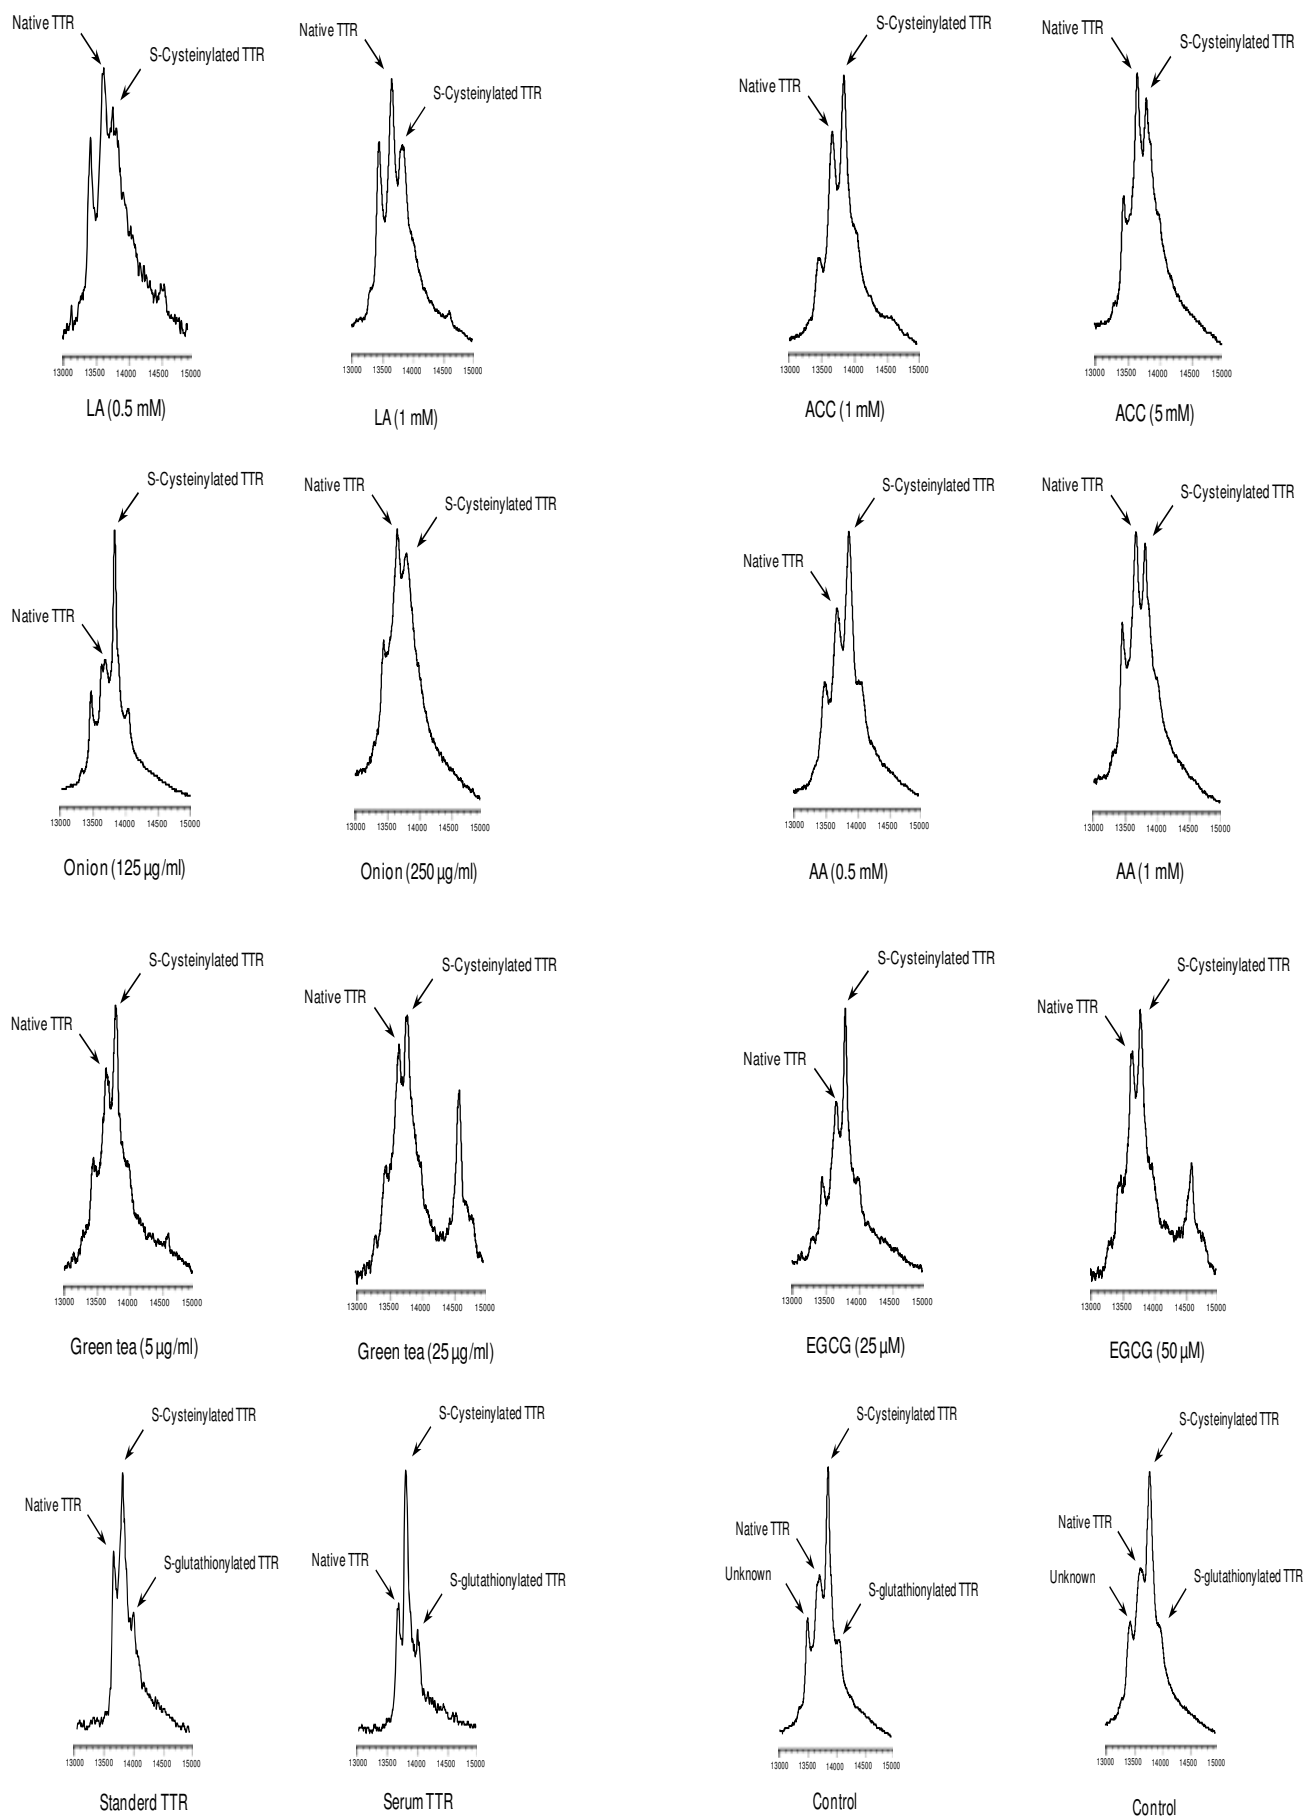 Native TTR
S-Cysteinylated TTR
13000 13500 14000 14500 15000
LA (0.5 mM)
Native TTR
S-Cysteinylated TTR
13000 13500 14000 14500 15000
LA (1 mM)
S-Cysteinylated TTR
Native TTR
13000 13500 14000 14500 15000
ACC (1 mM)
Native TTR
S-Cysteinylated TTR
13000 13500 14000 14500 15000
ACC (5 mM)
S-Cysteinylated TTR
Native TTR
13000 13500 14000 14500 15000
Onion (125 µg/ml)
Native TTR
S-Cysteinylated TTR
13000 13500 14000 14500 15000
Onion (250 µg/ml)
S-Cysteinylated TTR
Native TTR
13000 13500 14000 14500 15000
AA (0.5 mM)
Native TTR
S-Cysteinylated TTR
13000 13500 14000 14500 15000
AA (1 mM)
S-Cysteinylated TTR
Native TTR
13000 13500 14000 14500 15000
Green tea (5 µg/ml)
S-Cysteinylated TTR
Native TTR
13000 13500 14000 14500 15000
Green tea (25 µg/ml)
S-Cysteinylated TTR
Native TTR
13000 13500 14000 14500 15000
EGCG (25 µM)
S-Cysteinylated TTR
Native TTR
13000 13500 14000 14500 15000
EGCG (50 µM)
S-Cysteinylated TTR
Native TTR
S-glutathionylated TTR
13000 13500 14000 14500 15000
Standerd TTR
S-Cysteinylated TTR
Native TTR
S-glutathionylated TTR
13000 13500 14000 14500 15000
Serum TTR
S-Cysteinylated TTR
Native TTR
Unknown
S-glutathionylated TTR
13000 13500 14000 14500 15000
Control
S-Cysteinylated TTR
Native TTR
Unknown
S-glutathionylated TTR
13000 13500 14000 14500 15000
Control